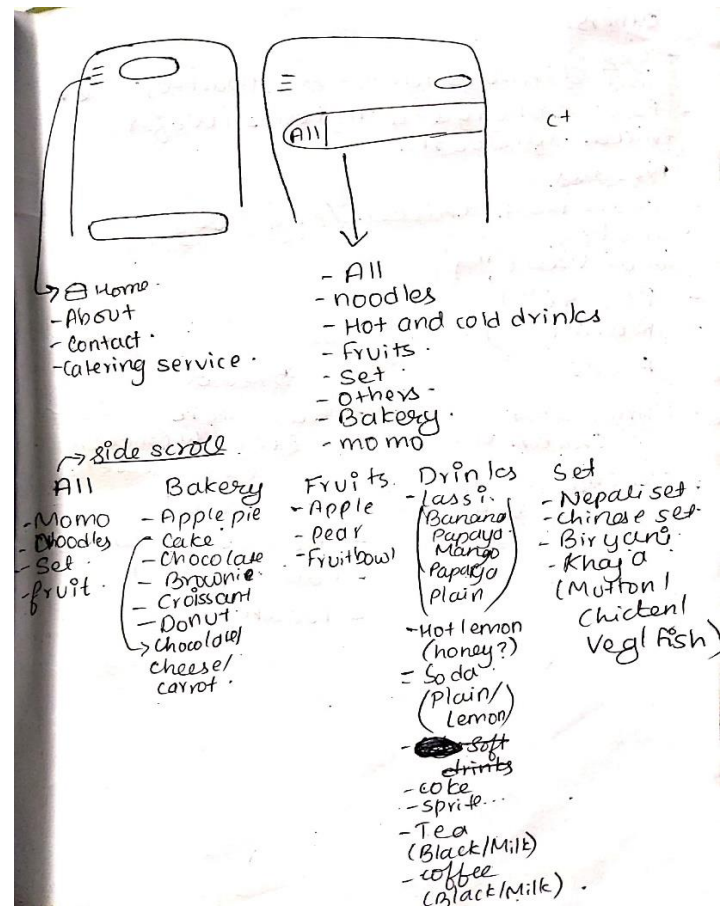 All
c+
Home.
-About
-Contact.
-Catering service.
- All
- noodles
- Hot and cold drinks
- Fruits.
- Set.
- Others-
- Bakery.
- momo
side scroll
All
-Momo
-Noodles
-Set.
-fruit.
Bakery
-Apple pie
- Cake.
-Chocolate
- Brownie.
- Croissant
-Donut.
Chocolate/
cheese/
carrot.
Fruits.
-Apple
-Pear
-Fruitbowl
Drinks
-lassi.
(Banana
Papaya
Mango
Papaya
Plain)
-Hot lemon
(honey?)
- Soda
(Plain/
Lemon)
- soft
drinks
-coke
-sprite...
-Tea
(Black/Milk)
-coffee
(Black/Milk).
Set
-Nepali set.
-Chinese set.
-Biryani.
-Khaja
(Mutton/
Chicken/
Veg/fish)